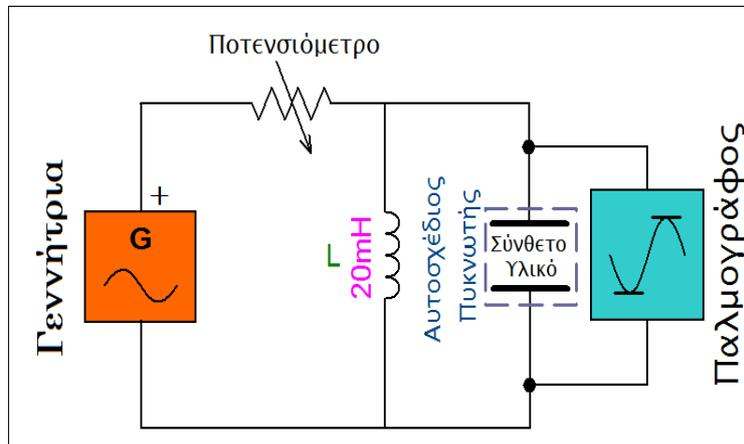 Ποτενσιόμετρο
Γεννήτρια
+
G
L
20mH
Αυτοσχέδιος
Πυκνωτής
Σύνθετο
Υλικό
Παλμογράφος